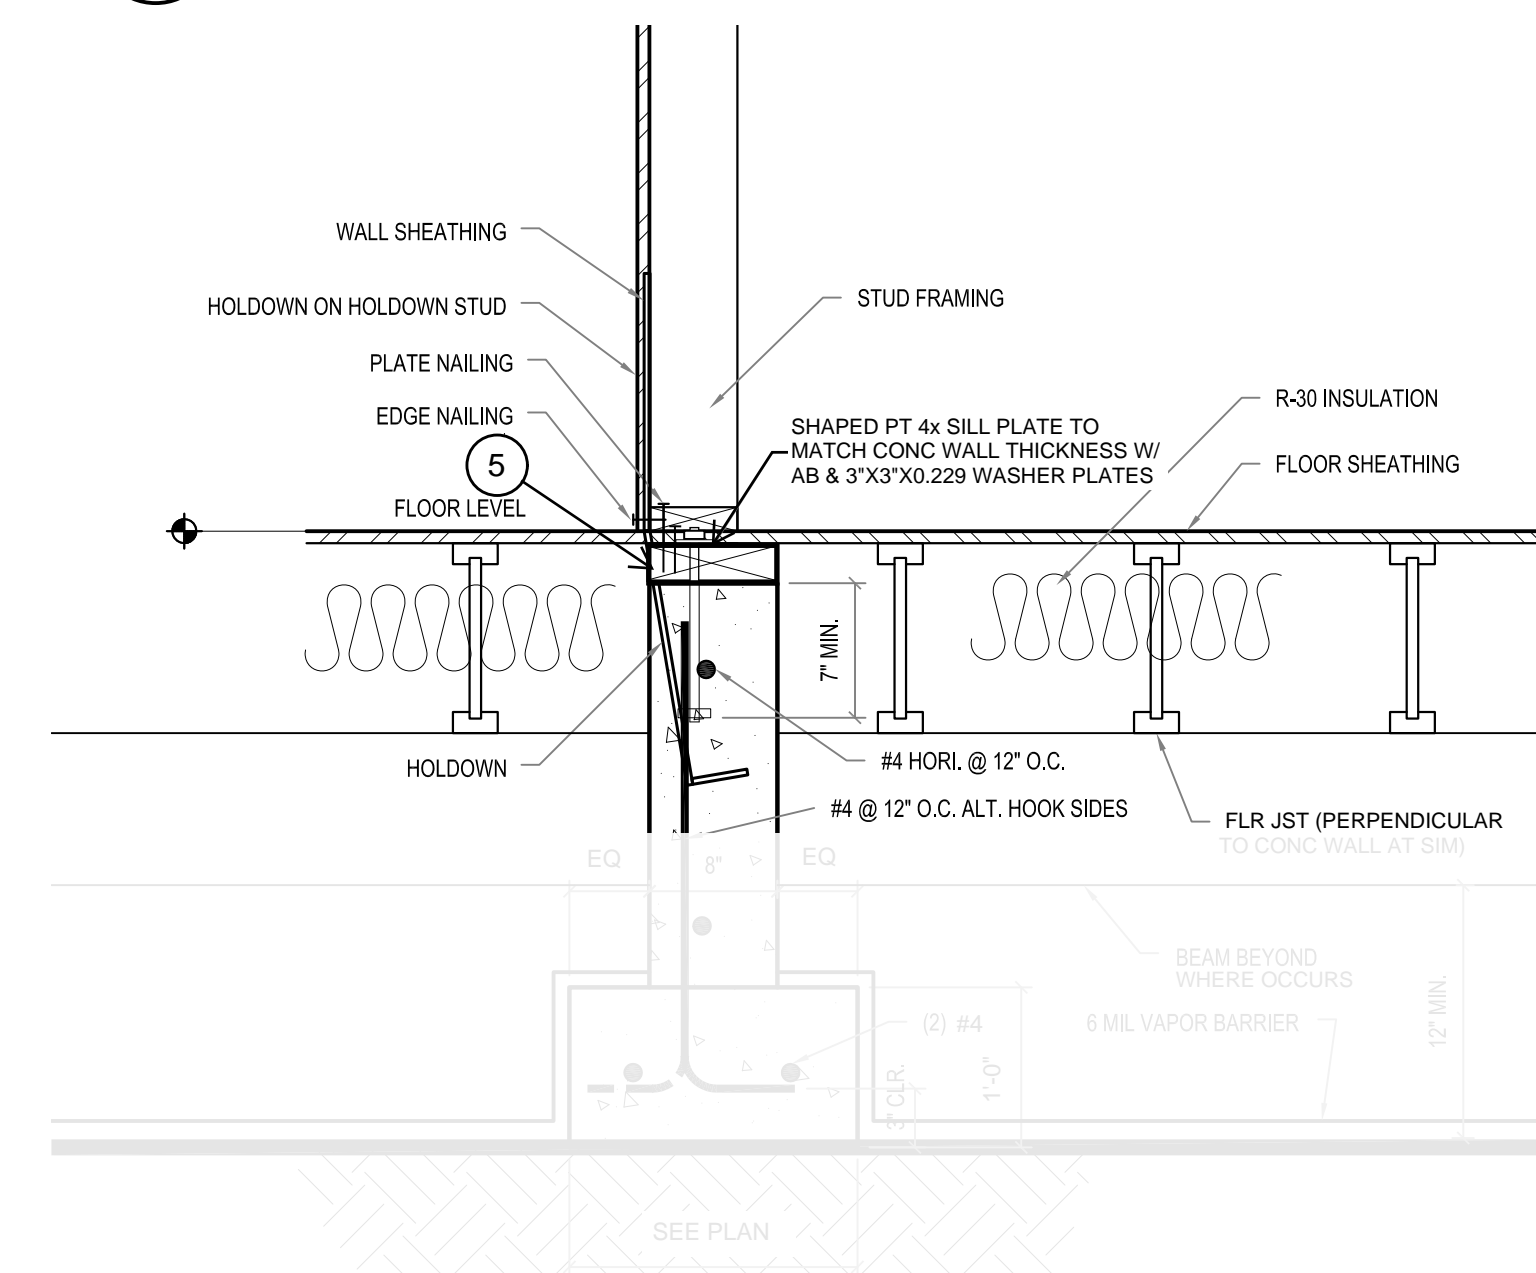 WALL SHEATHING
HOLDOWN ON HOLDOWN STUD
STUD FRAMING
PLATE NAILING
R-30 INSULATION
EDGE NAILING
SHAPED PT 4x SILL PLATE TO
MATCH CONC WALL THICKNESS W/
AB & 3"X3"X0.229 WASHER PLATES
5
FLOOR SHEATHING
FLOOR LEVEL
7" MIN.
HOLDOWN
#4 HORI. @ 12" O.C.
#4 @ 12" O.C. ALT. HOOK SIDES
FLR JST (PERPENDICULAR
TO CONC WALL AT SIM)
EQ
8"
EQ
BEAM BEYOND
WHERE OCCURS
12" MIN.
(2) #4
6 MIL VAPOR BARRIER
3" CLR.
1'-0"
SEE PLAN